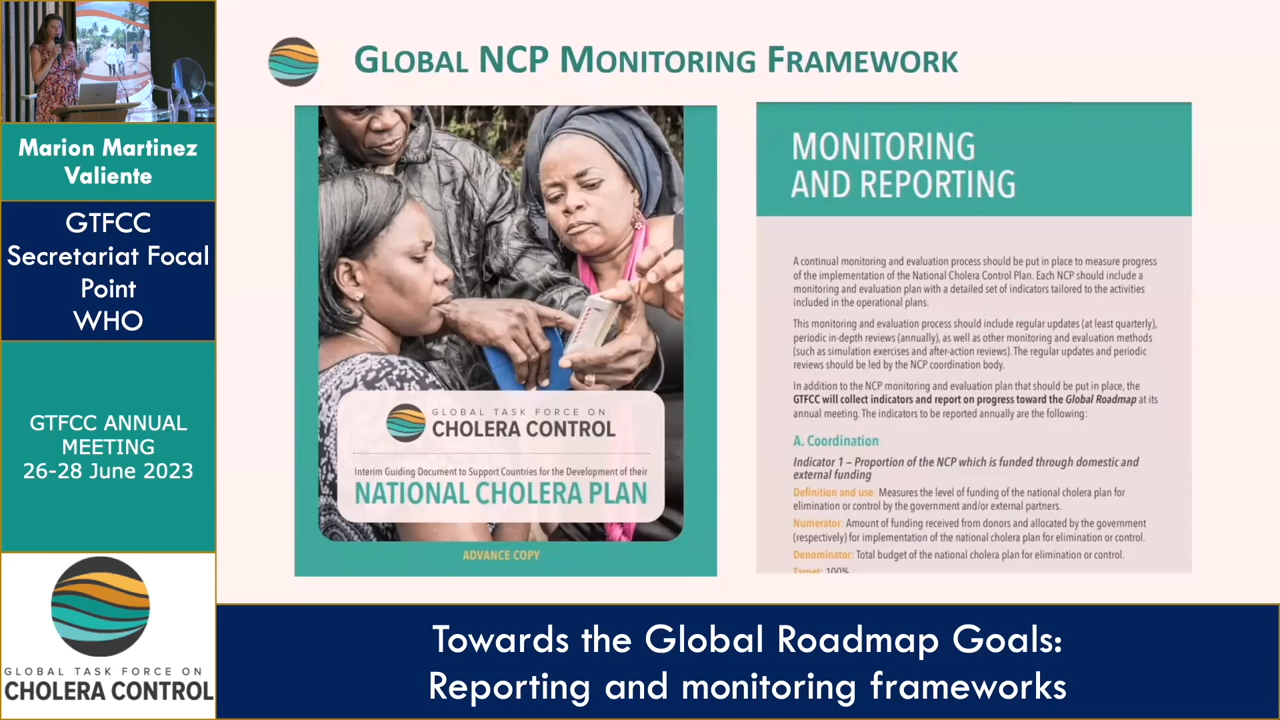 Marion Martinez
Valiente
GTFCC
Secretariat Focal
Point
WHO
GTFCC ANNUAL
MEETING
26-28 June 2023
GLOBAL TASK FORCE ON
CHOLERA CONTROL
GLOBAL NCP MONITORING FRAMEWORK
GLOBAL TASK FORCE ON
CHOLERA CONTROL
Interim Guiding Document to Support Countries for the Development of their
NATIONAL CHOLERA PLAN
ADVANCE COPY
MONITORING
AND REPORTING
A continual monitoring and evaluation process should be put in place to measure progress
of the implementation of the National Cholera Control Plan. Each NCP should include a
monitoring and evaluation plan with a detailed set of indicators tailored to the activities
included in the operational plans.
This monitoring and evaluation process should include regular updates (at least quarterly),
periodic in-depth reviews (annually), as well as other monitoring and evaluation methods
(such as simulation exercises and after-action reviews). The regular updates and periodic
reviews should be led by the NCP coordination body.
In addition to the NCP monitoring and evaluation plan that should be put in place, the
GTFCC will collect indicators and report on progress toward the Global Roadmap at its
annual meeting. The indicators to be reported annually are the following:
A. Coordination
Indicator 1 – Proportion of the NCP which is funded through domestic and
external funding
Definition and use: Measures the level of funding of the national cholera plan for
elimination or control by the government and/or external partners.
Numerator: Amount of funding received from donors and allocated by the government
(respectively) for implementation of the national cholera plan for elimination or control.
Denominator: Total budget of the national cholera plan for elimination or control.
Target: 100%
Towards the Global Roadmap Goals:
Reporting and monitoring frameworks